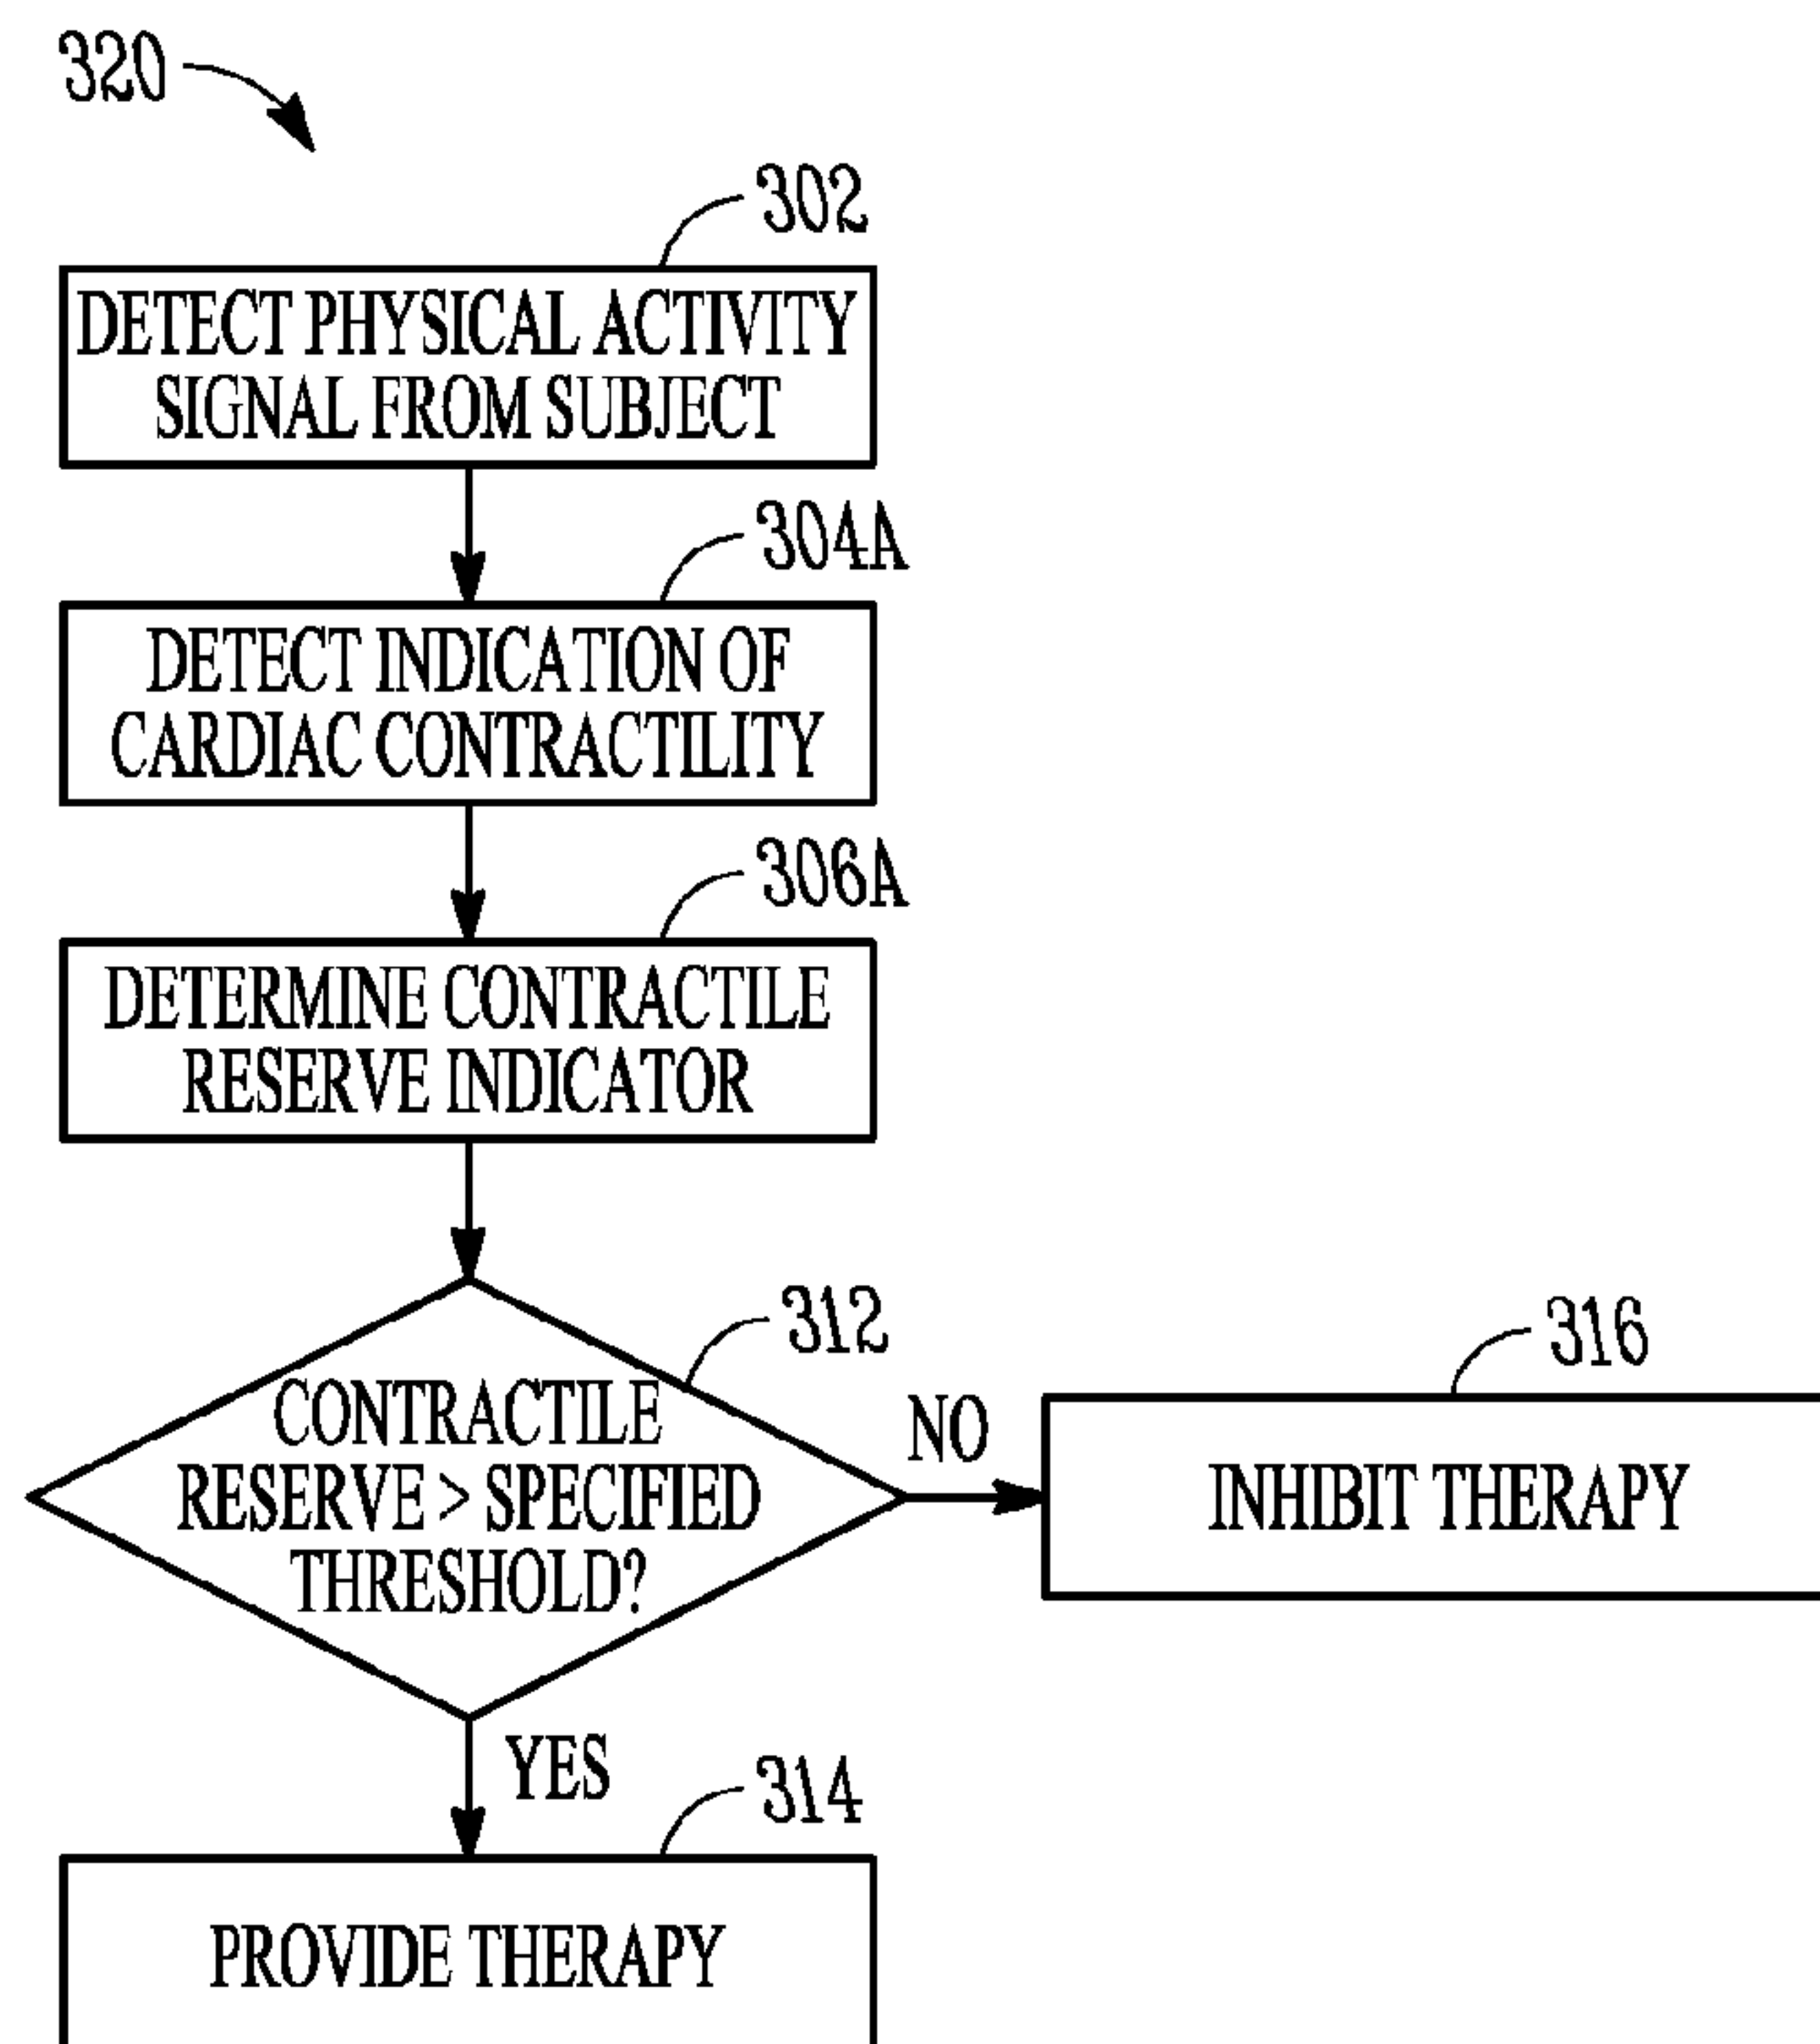 320
302
DETECT PHYSICAL ACTIVITY
SIGNAL FROM SUBJECT
304A
DETECT INDICATION OF
CARDIAC CONTRACTILITY
306A
DETERMINE CONTRACTILE
RESERVE INDICATOR
312
CONTRACTILE
RESERVE > SPECIFIED
THRESHOLD?
NO
316
INHIBIT THERAPY
YES
314
PROVIDE THERAPY